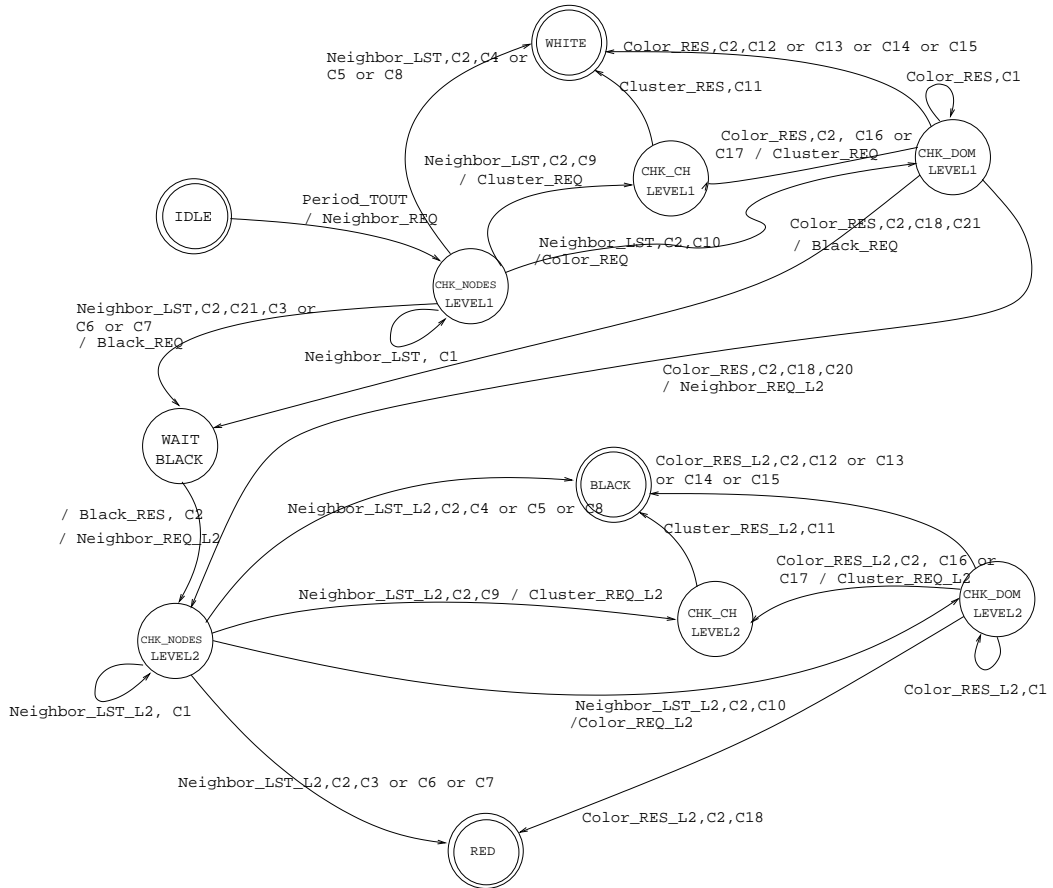 WHITE
Neighbor_LST,C2,C4 or
C5 or C8
Color_RES,C2,C12 or C13 or C14 or C15
Color_RES,C1
Cluster_RES,C11
Color_RES,C2, C16 or
C17 / Cluster_REQ
CHK_DOM
LEVEL1
Neighbor_LST,C2,C9
/ Cluster_REQ
CHK_CH
LEVEL1
Period_TOUT
/ Neighbor_REQ
IDLE
Color_RES,C2,C18,C21
/ Black_REQ
Neighbor_LST,C2,C10
/Color_REQ
CHK_NODES
LEVEL1
Neighbor_LST,C2,C21,C3 or
C6 or C7
/ Black_REQ
Neighbor_LST, C1
Color_RES,C2,C18,C20
/ Neighbor_REQ_L2
WAIT
BLACK
BLACK
Color_RES_L2,C2,C12 or C13
or C14 or C15
/ Black_RES, C2
/ Neighbor_REQ_L2
Neighbor_LST_L2,C2,C4 or C5 or C8
Cluster_RES_L2,C11
Color_RES_L2,C2, C16 or
C17 / Cluster_REQ_L2
Neighbor_LST_L2,C2,C9 / Cluster_REQ_L2
CHK_CH
LEVEL2
CHK_DOM
LEVEL2
CHK_NODES
LEVEL2
Color_RES_L2,C1
Neighbor_LST_L2, C1
Neighbor_LST_L2,C2,C10
/Color_REQ_L2
Neighbor_LST_L2,C2,C3 or C6 or C7
Color_RES_L2,C2,C18
RED